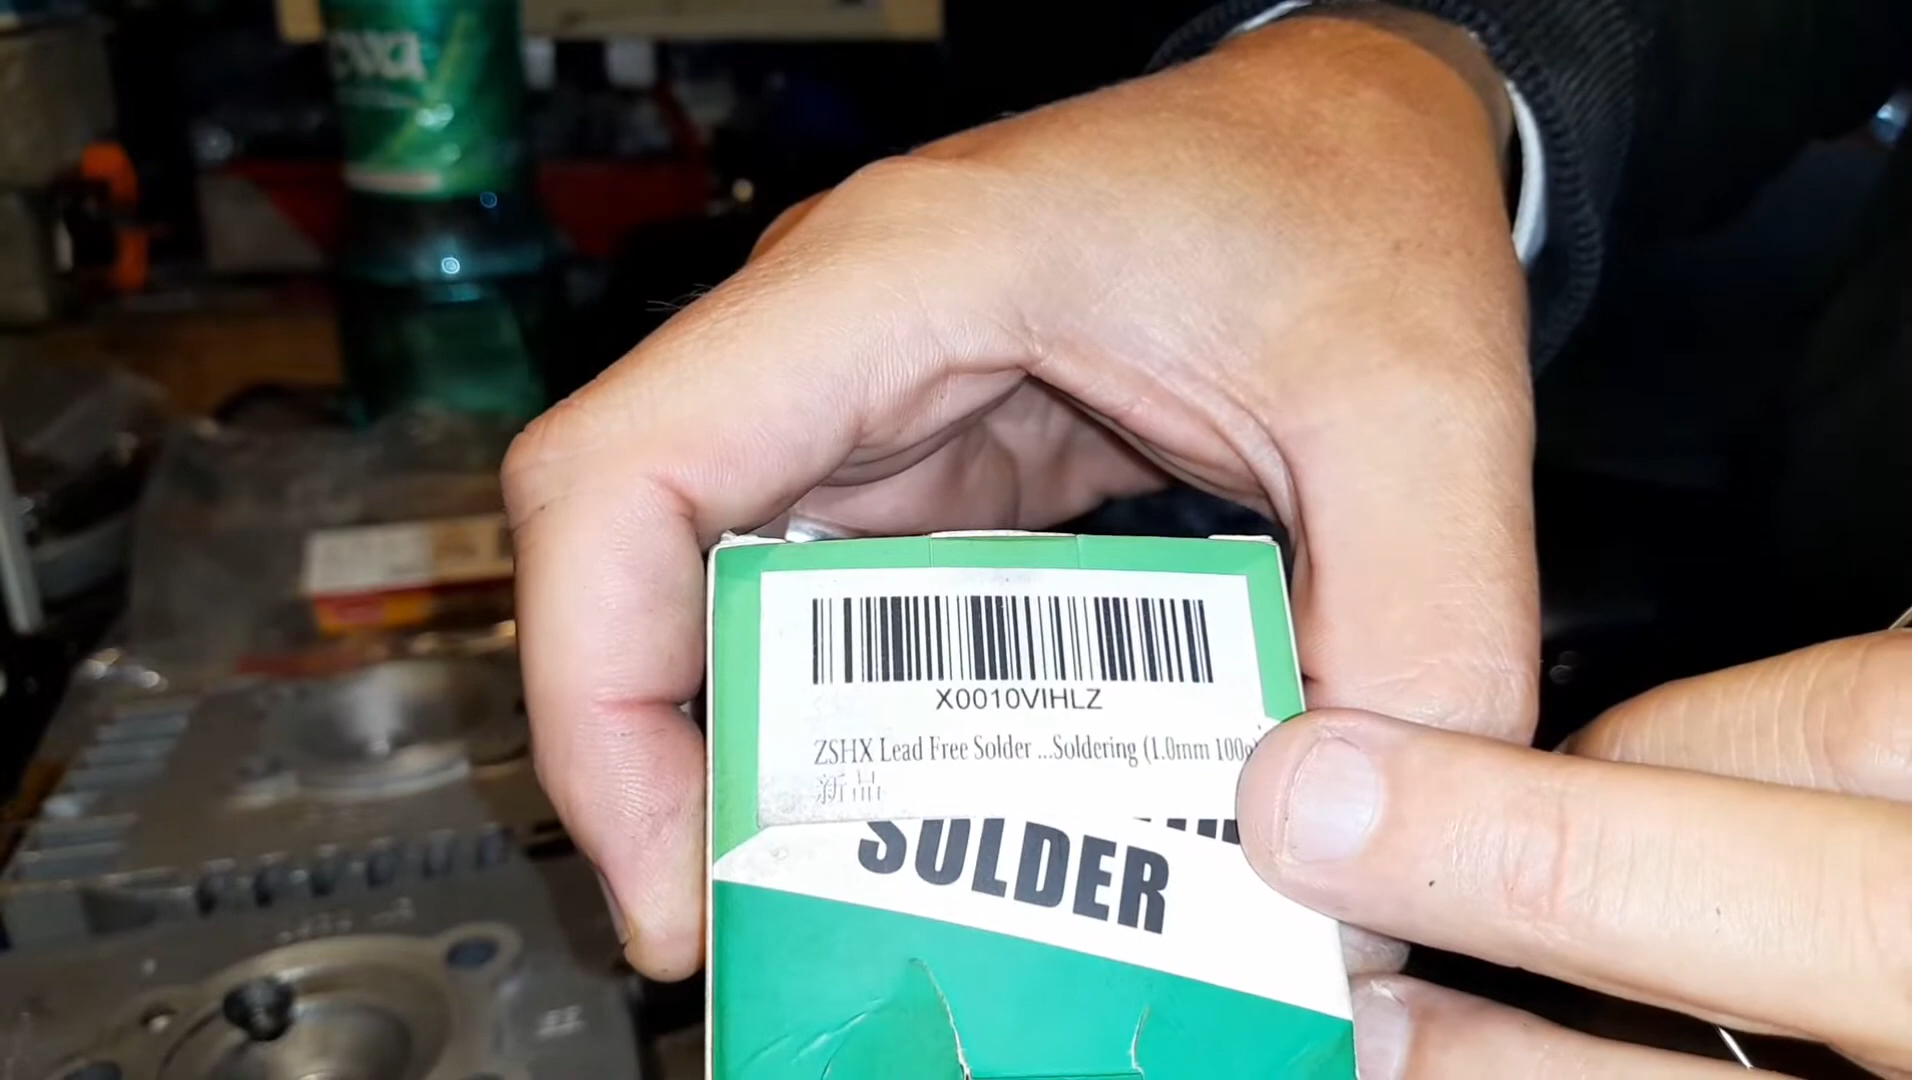 X0010VIHLZ
ZSHX Lead Free Solder ...Soldering (1.0mm 100g)
新品
SOLDER